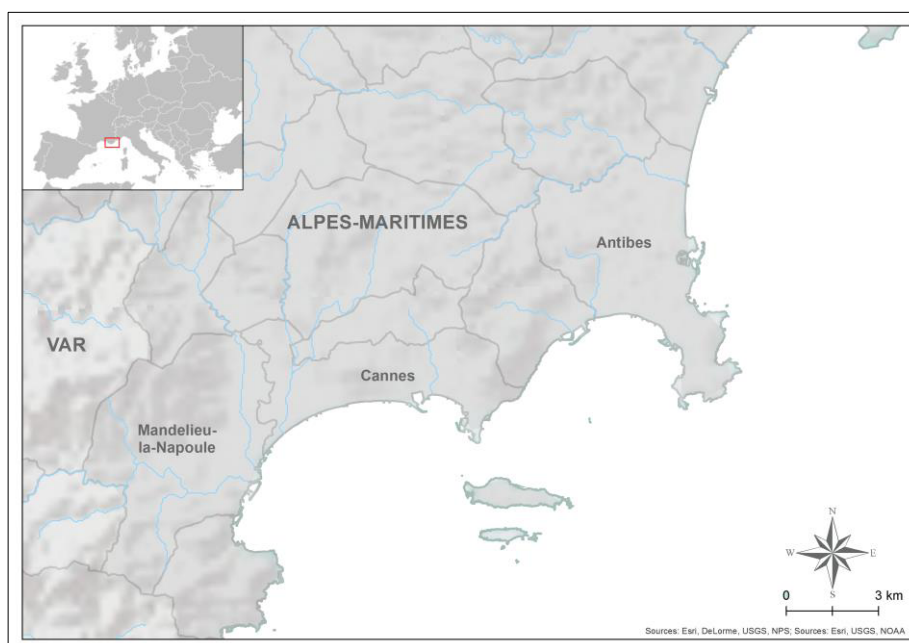 ALPES-MARITIMES
Antibes
VAR
Cannes
Mandelieu-
la-Napoule
N
W E
S
0 3 km
Sources: Esri, DeLorme, USGS, NPS; Sources: Esri, USGS, NOAA